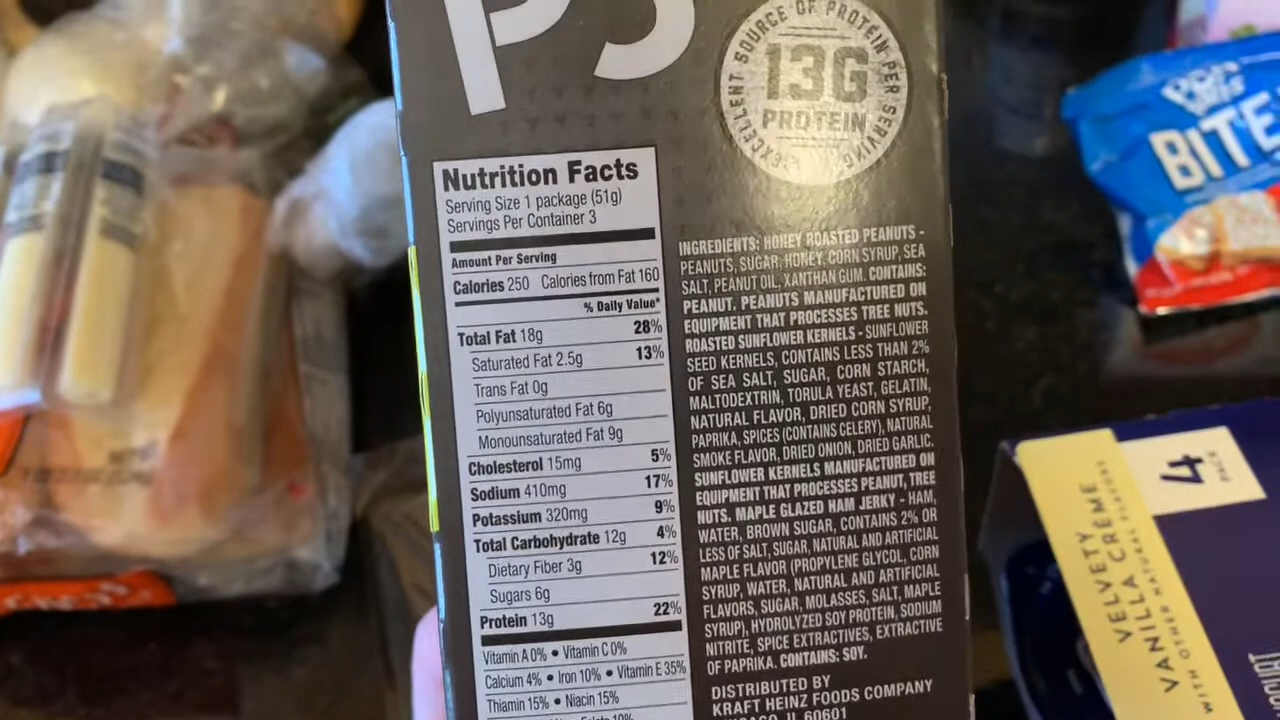 P3
EXCELLENT SOURCE OF PROTEIN PER SERVING
13G
PROTEIN
Nutrition Facts
Serving Size 1 package (51g)
Servings Per Container 3
Amount Per Serving
Calories 250 Calories from Fat 160
% Daily Value*
Total Fat 18g 28%
Saturated Fat 2.5g 13%
Trans Fat 0g
Polyunsaturated Fat 6g
Monounsaturated Fat 9g
Cholesterol 15mg 5%
Sodium 410mg 17%
Potassium 320mg 9%
Total Carbohydrate 12g 4%
Dietary Fiber 3g 12%
Sugars 6g
Protein 13g 22%
Vitamin A 0% • Vitamin C 0%
Calcium 4% • Iron 10% • Vitamin E 35%
Thiamin 15% • Niacin 15%
INGREDIENTS: HONEY ROASTED PEANUTS -
PEANUTS, SUGAR, HONEY, CORN SYRUP, SEA
SALT, PEANUT OIL, XANTHAN GUM. CONTAINS:
PEANUT. PEANUTS MANUFACTURED ON
EQUIPMENT THAT PROCESSES TREE NUTS.
ROASTED SUNFLOWER KERNELS - SUNFLOWER
SEED KERNELS, CONTAINS LESS THAN 2%
OF SEA SALT, SUGAR, CORN STARCH,
MALTODEXTRIN, TORULA YEAST, GELATIN,
NATURAL FLAVOR, DRIED CORN SYRUP,
PAPRIKA, SPICES (CONTAINS CELERY), NATURAL
SMOKE FLAVOR, DRIED ONION, DRIED GARLIC.
SUNFLOWER KERNELS MANUFACTURED ON
EQUIPMENT THAT PROCESSES PEANUT, TREE
NUTS. MAPLE GLAZED HAM JERKY - HAM,
WATER, BROWN SUGAR, CONTAINS 2% OR
LESS OF SALT, SUGAR, NATURAL AND ARTIFICIAL
MAPLE FLAVOR (PROPYLENE GLYCOL, CORN
SYRUP, WATER, NATURAL AND ARTIFICIAL
FLAVORS, SUGAR, MOLASSES, SALT, MAPLE
SYRUP), HYDROLYZED SOY PROTEIN, SODIUM
NITRITE, SPICE EXTRACTIVES, EXTRACTIVE
OF PAPRIKA. CONTAINS: SOY.
DISTRIBUTED BY
KRAFT HEINZ FOODS COMPANY
IL 60601
BITE
4
PACK
VELVETY
VANILLA CRÈME
WITH OTHER NATURAL FLAVORS